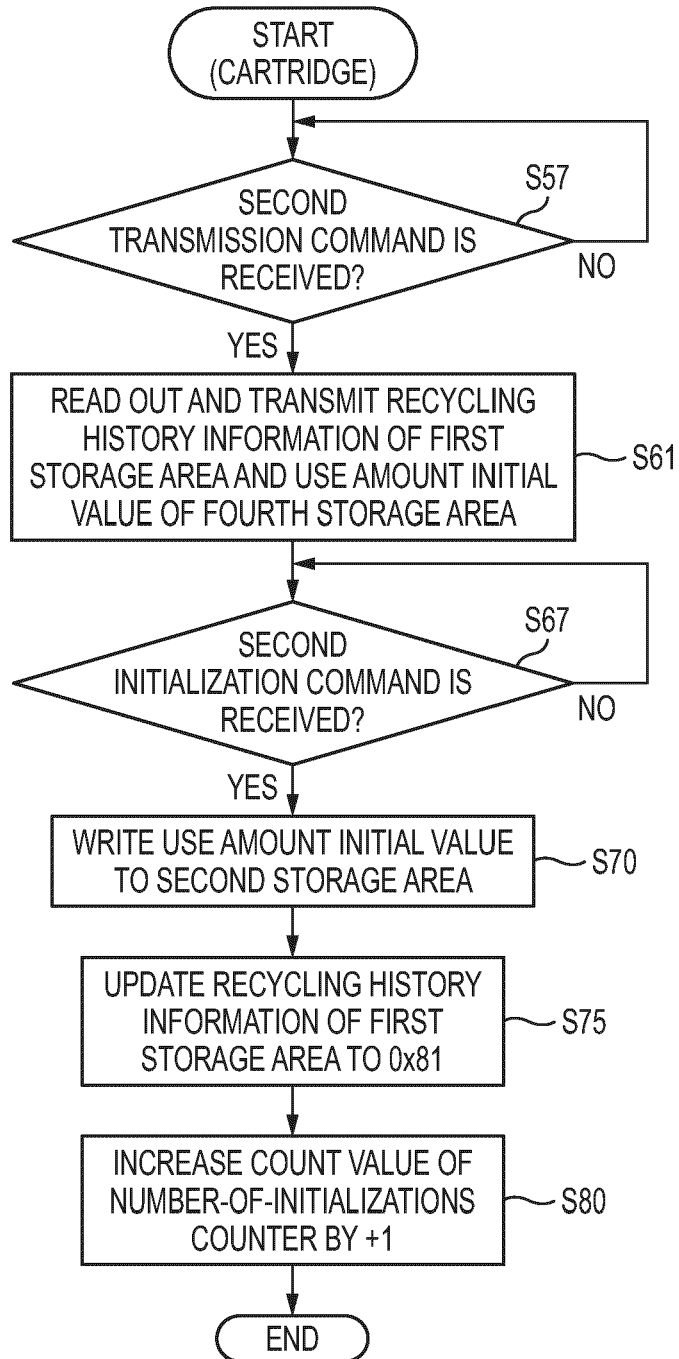 START
(CARTRIDGE)
S57
SECOND
TRANSMISSION COMMAND IS
RECEIVED?
NO
YES
READ OUT AND TRANSMIT RECYCLING
HISTORY INFORMATION OF FIRST
STORAGE AREA AND USE AMOUNT INITIAL
VALUE OF FOURTH STORAGE AREA
S61
S67
SECOND
INITIALIZATION COMMAND IS
RECEIVED?
NO
YES
WRITE USE AMOUNT INITIAL VALUE
TO SECOND STORAGE AREA
S70
UPDATE RECYCLING HISTORY
INFORMATION OF FIRST
STORAGE AREA TO 0x81
S75
INCREASE COUNT VALUE OF
NUMBER-OF-INITIALIZATIONS
COUNTER BY +1
S80
END